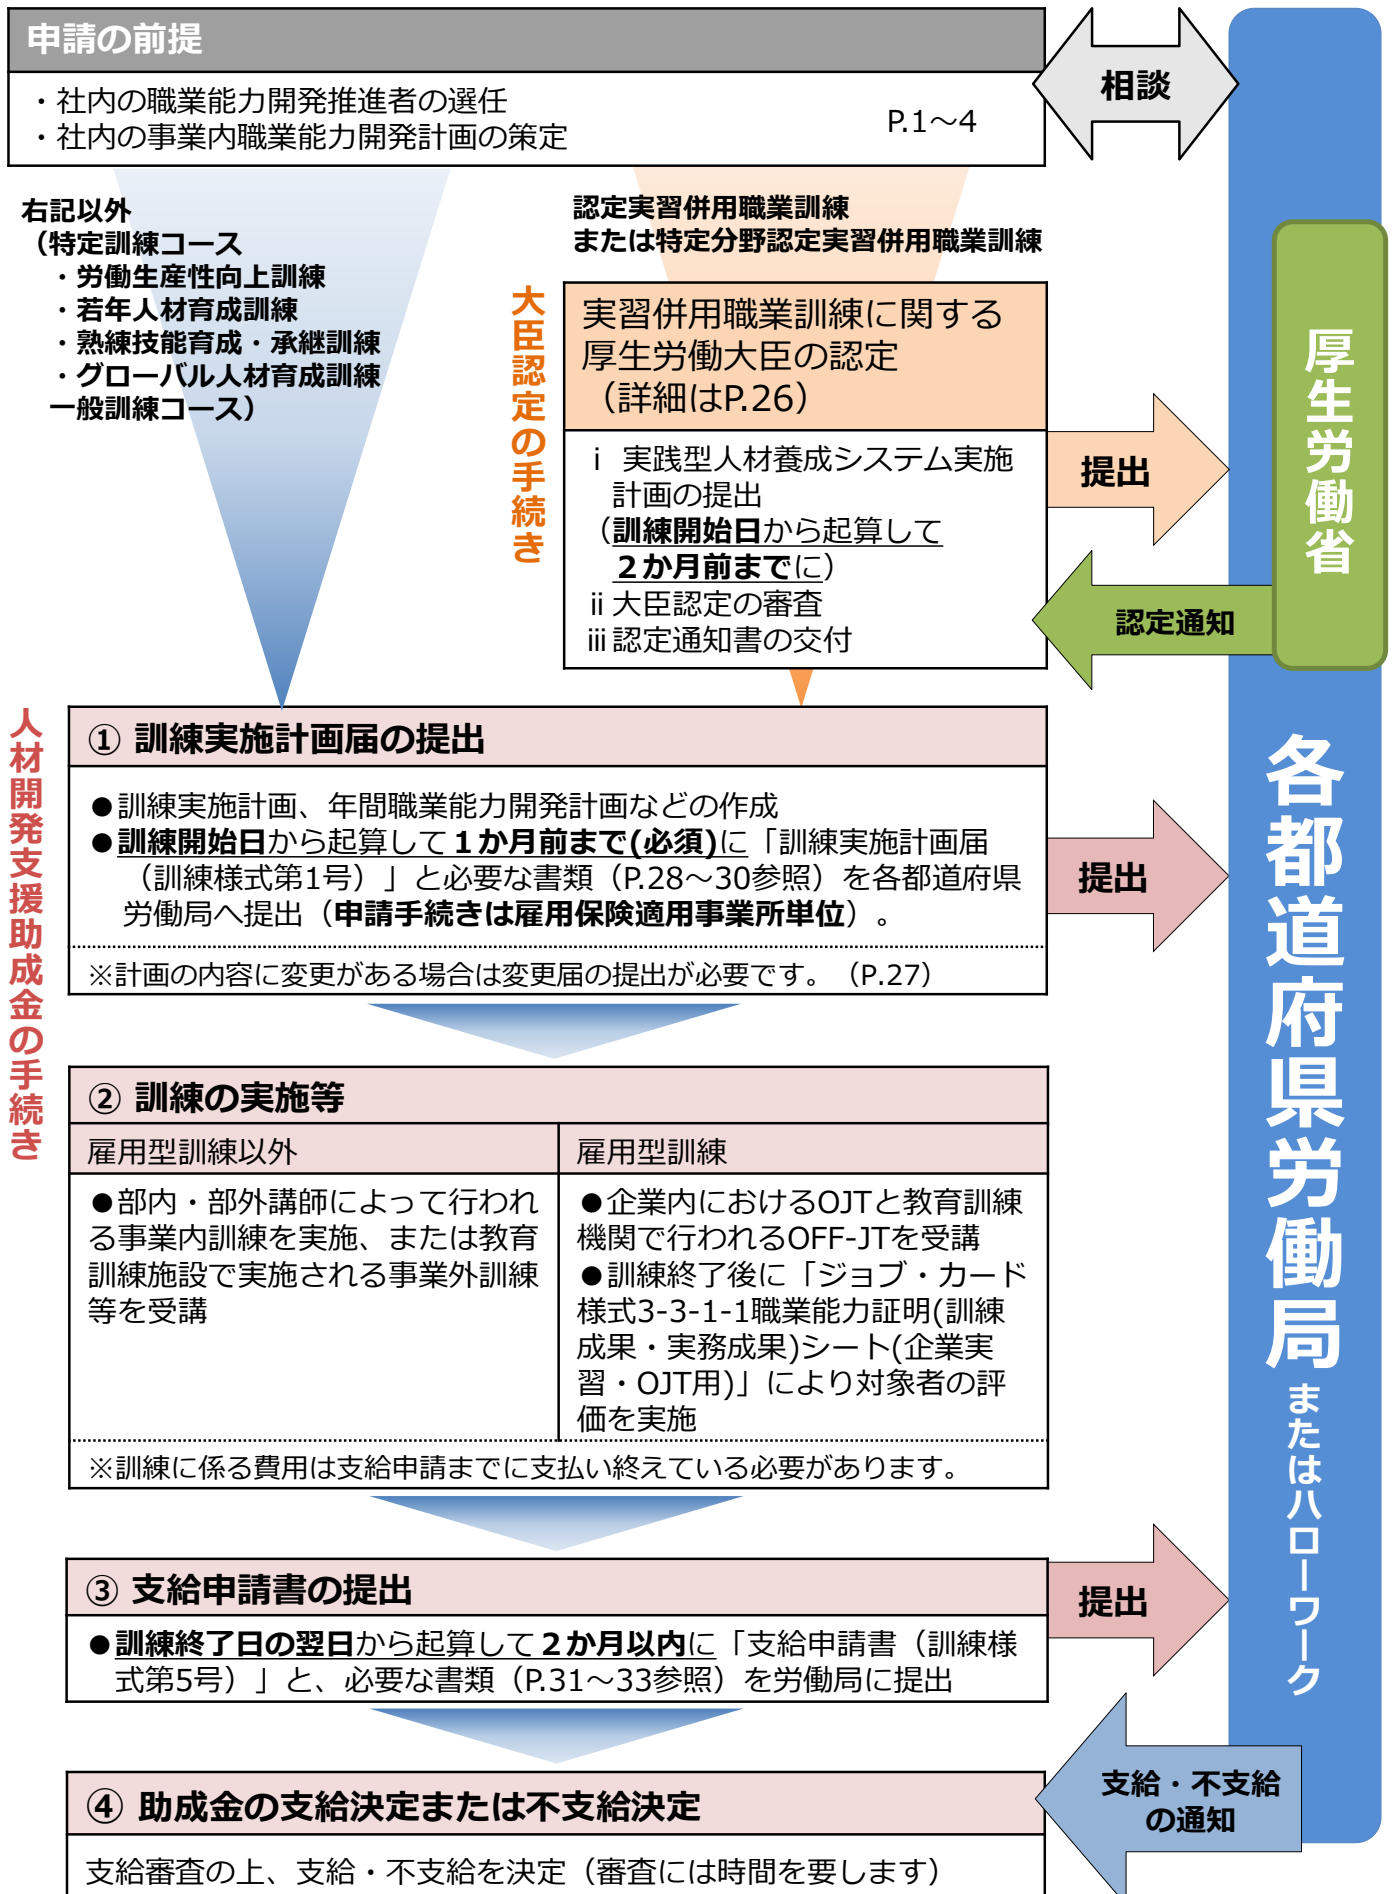 申請の前提
・社内の職業能力開発推進者の選任
・社内の事業内職業能力開発計画の策定
P.1～4
相談
右記以外
（特定訓練コース
・労働生産性向上訓練
・若年人材育成訓練
・熟練技能育成・承継訓練
・グローバル人材育成訓練
一般訓練コース）
認定実習併用職業訓練
または特定分野認定実習併用職業訓練
大臣認定の手続き
実習併用職業訓練に関する
厚生労働大臣の認定
（詳細はP.26）
ⅰ 実践型人材養成システム実施
計画の提出
（訓練開始日から起算して
２か月前までに）
ⅱ 大臣認定の審査
ⅲ 認定通知書の交付
提出
認定通知
厚生労働省
各都道府県労働局またはハローワーク
人材開発支援助成金の手続き
① 訓練実施計画届の提出
●訓練実施計画、年間職業能力開発計画などの作成
●訓練開始日から起算して１か月前まで(必須)に「訓練実施計画届
（訓練様式第1号）」と必要な書類（P.28～30参照）を各都道府県
労働局へ提出（申請手続きは雇用保険適用事業所単位）。
※計画の内容に変更がある場合は変更届の提出が必要です。（P.27）
提出
② 訓練の実施等
雇用型訓練以外
●部内・部外講師によって行われ
る事業内訓練を実施、または教育
訓練施設で実施される事業外訓練
等を受講
雇用型訓練
●企業内におけるOJTと教育訓練
機関で行われるOFF-JTを受講
●訓練終了後に「ジョブ・カード
様式3-3-1-1職業能力証明(訓練
成果・実務成果)シート(企業実
習・OJT用)」により対象者の評
価を実施
※訓練に係る費用は支給申請までに支払い終えている必要があります。
③ 支給申請書の提出
●訓練終了日の翌日から起算して２か月以内に「支給申請書（訓練様
式第5号）」と、必要な書類（P.31～33参照）を労働局に提出
提出
④ 助成金の支給決定または不支給決定
支給審査の上、支給・不支給を決定（審査には時間を要します）
支給・不支給
の通知